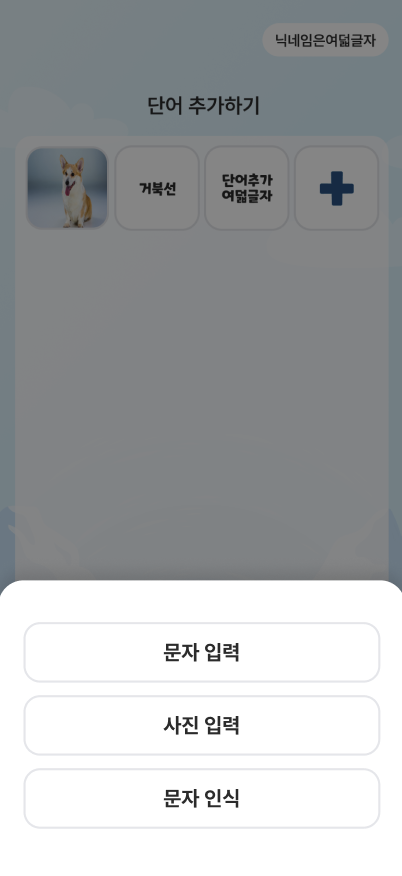 닉네임은여덟글자
단어 추가하기
거북선
단어추가
여덟글자
문자 입력
사진 입력
문자 인식